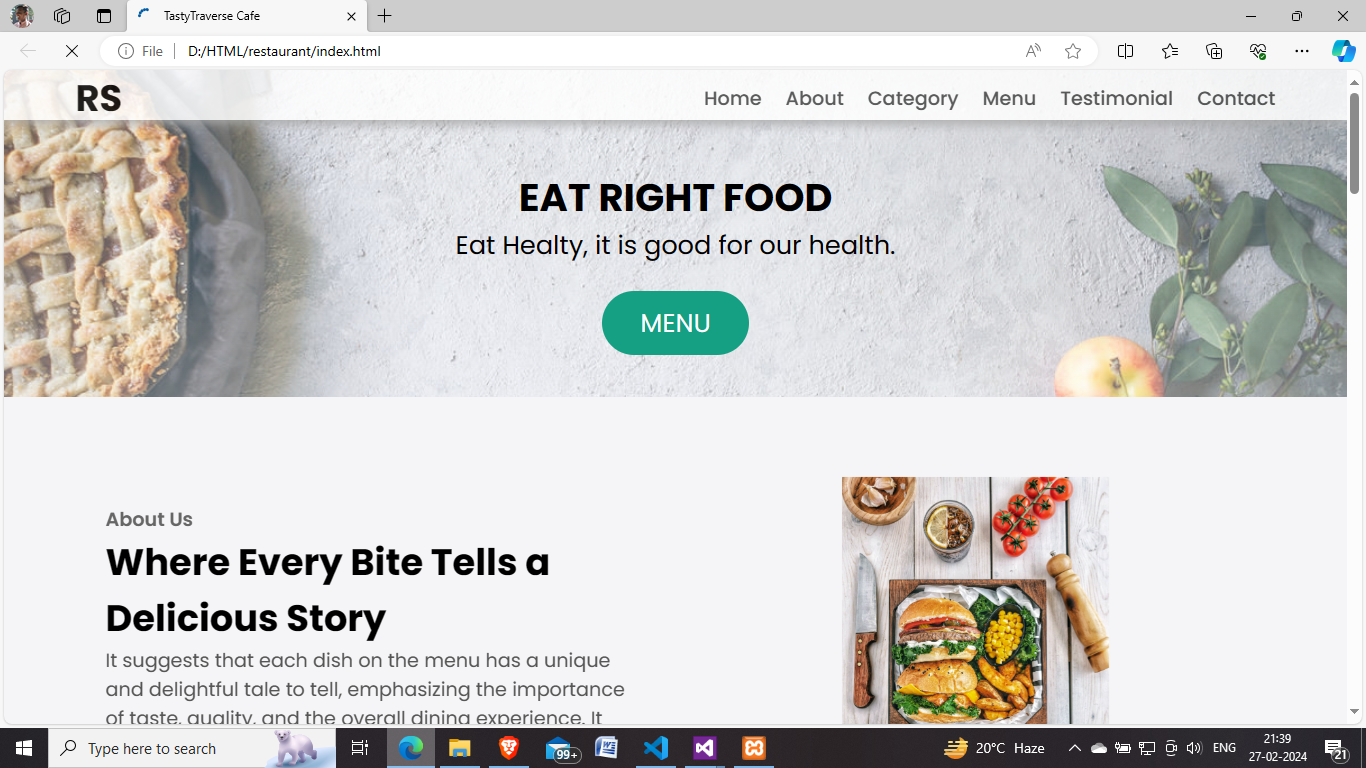 TastyTraverse Cafe
File
D:/HTML/restaurant/index.html
RS
Home About Category Menu Testimonial Contact
EAT RIGHT FOOD
Eat Healty, it is good for our health.
MENU
About Us
Where Every Bite Tells a
Delicious Story
It suggests that each dish on the menu has a unique
and delightful tale to tell, emphasizing the importance
of taste, quality, and the overall dining experience. It
Type here to search
99+
20°C Haze
ENG
21:39
27-02-2024
21